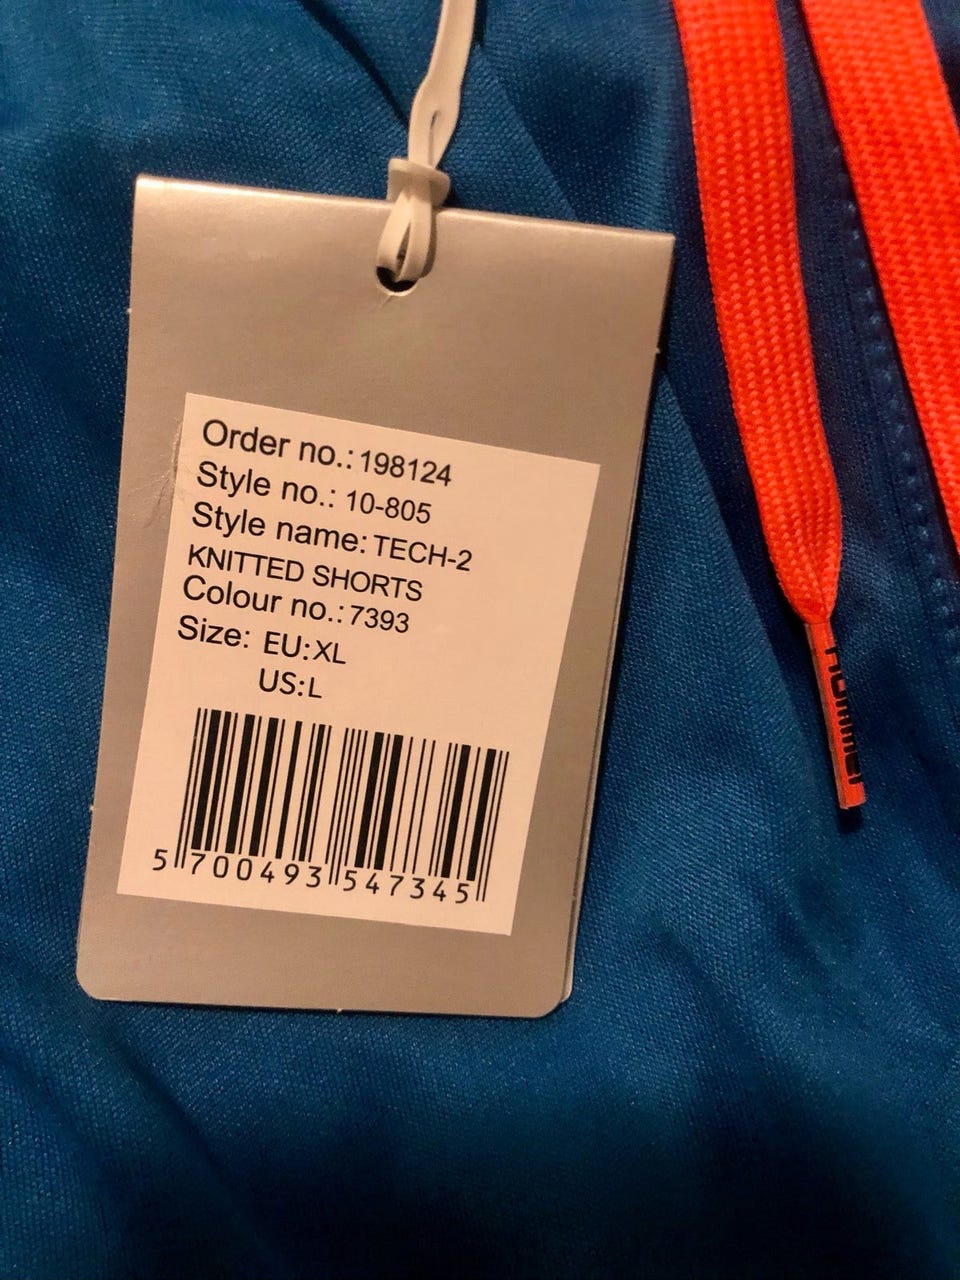 Order no.: 198124
Style no.: 10-805
Style name: TECH-2
KNITTED SHORTS
Colour no.: 7393
Size: EU: XL
US: L
5 700493 547345
hummel